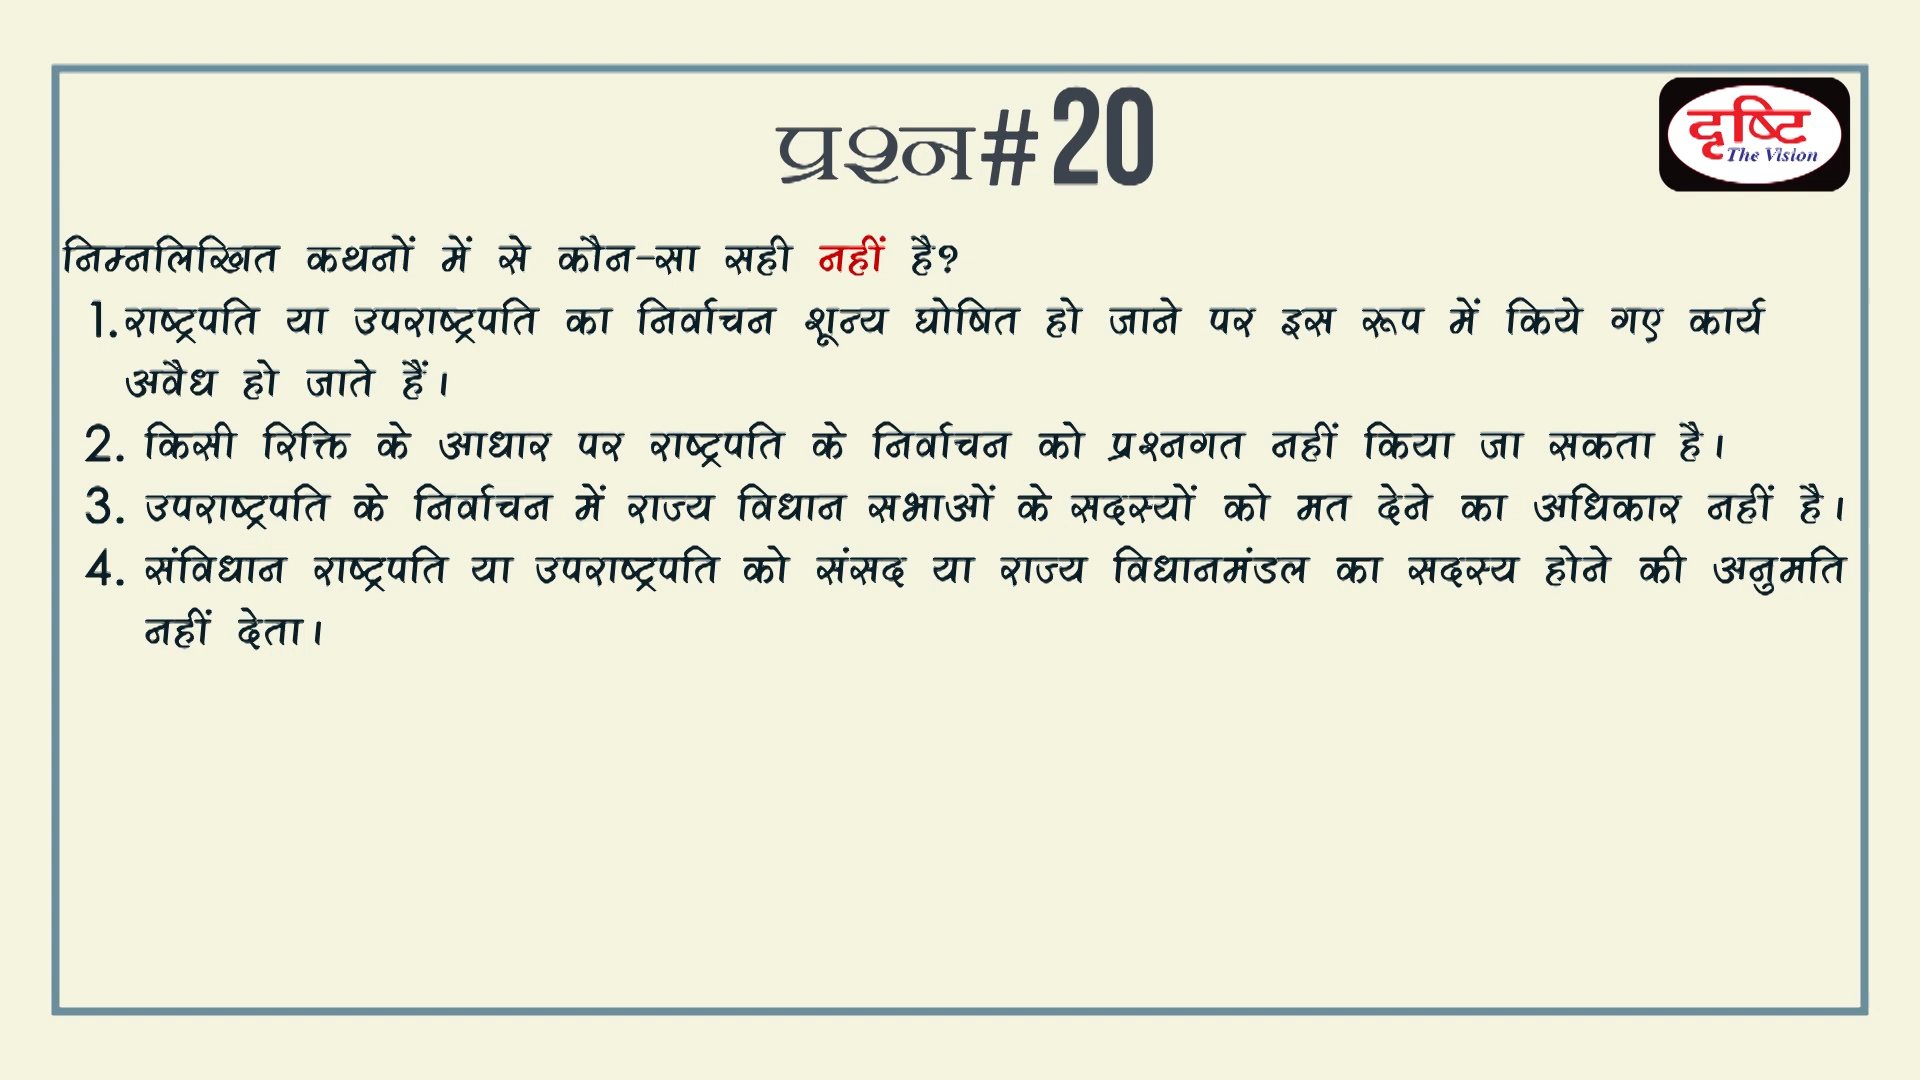 प्रश्न#20
दृष्टि
The Vision
निम्नलिखित कथनों में से कौन-सा सही नहीं है?
1. राष्ट्रपति या उपराष्ट्रपति का निर्वाचन शून्य घोषित हो जाने पर इस रूप में किये गए कार्य
अवैध हो जाते हैं।
2. किसी रिक्ति के आधार पर राष्ट्रपति के निर्वाचन को प्रश्नगत नहीं किया जा सकता है।
3. उपराष्ट्रपति के निर्वाचन में राज्य विधान सभाओं के सदस्यों को मत देने का अधिकार नहीं है।
4. संविधान राष्ट्रपति या उपराष्ट्रपति को संसद या राज्य विधानमंडल का सदस्य होने की अनुमति
नहीं देता।